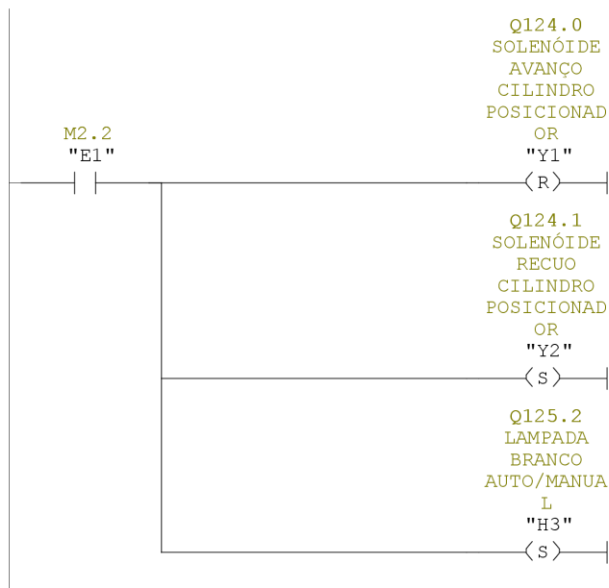 Q124.0
SOLENÓIDE
AVANÇO
CILINDRO
POSICIONAD
OR
M2.2
"E1"
"Y1"
R
Q124.1
SOLENÓIDE
RECUO
CILINDRO
POSICIONAD
OR
"Y2"
S
Q125.2
LAMPADA
BRANCO
AUTO/MANUA
L
"H3"
S